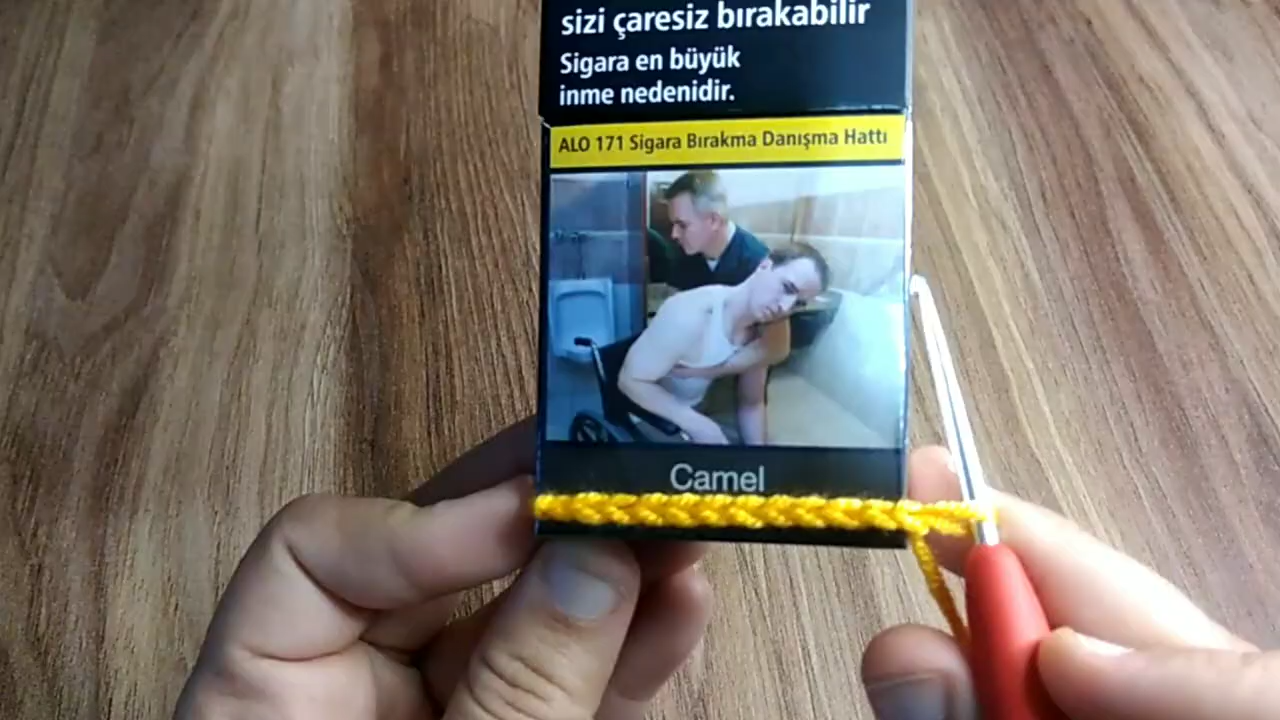 sizi çaresiz bırakabilir
Sigara en büyük
inme nedenidir.
ALO 171 Sigara Bırakma Danışma Hattı
Camel